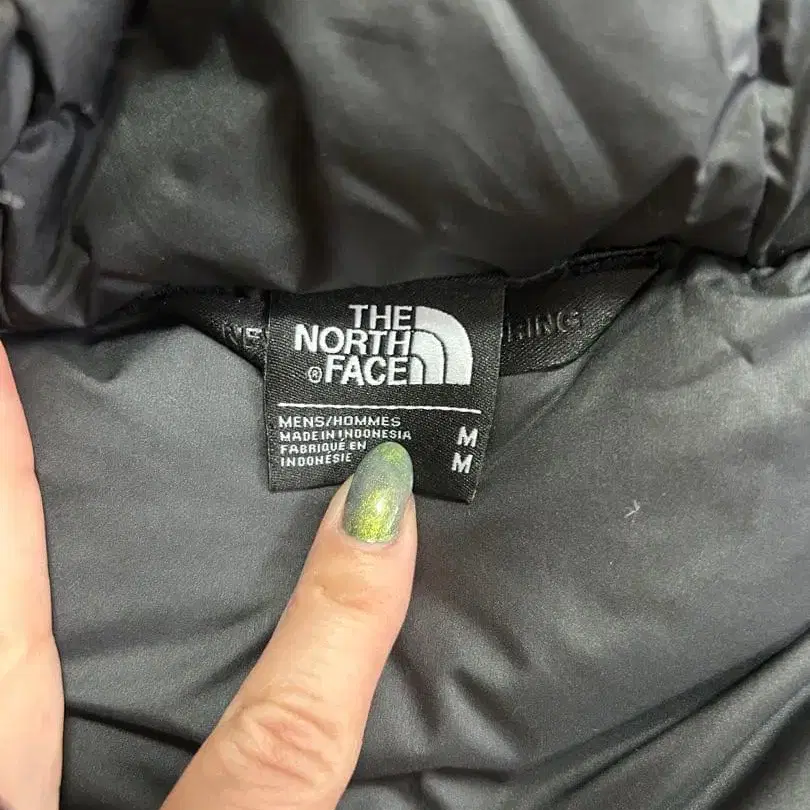 THE
NORTH
® FACE
MENS/HOMMES
MADE IN INDONESIA
FABRIQUÉ EN
INDONÉSIE
M
M